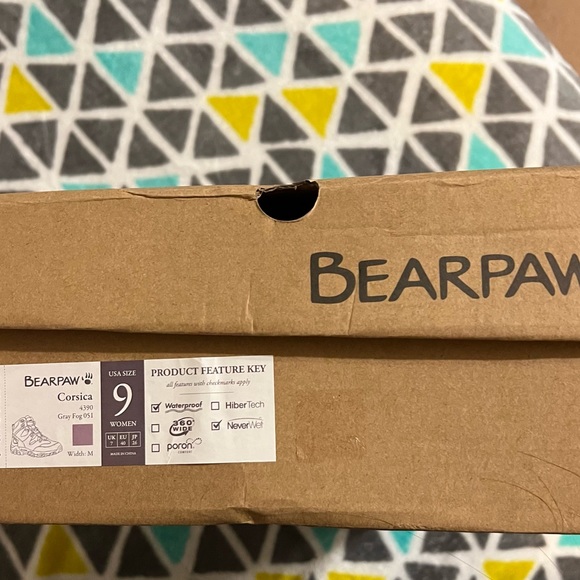 BEARPAW
BEARPAW
Corsica
4390
Gray Fog 051
Width: M
USA SIZE
9
WOMEN
UK EU JP
7 40 26
MADE IN CHINA
PRODUCT FEATURE KEY
all features with checkmarks apply
Waterproof
HiberTech
360°
WIDE
NeverWet
poron
COMFORT